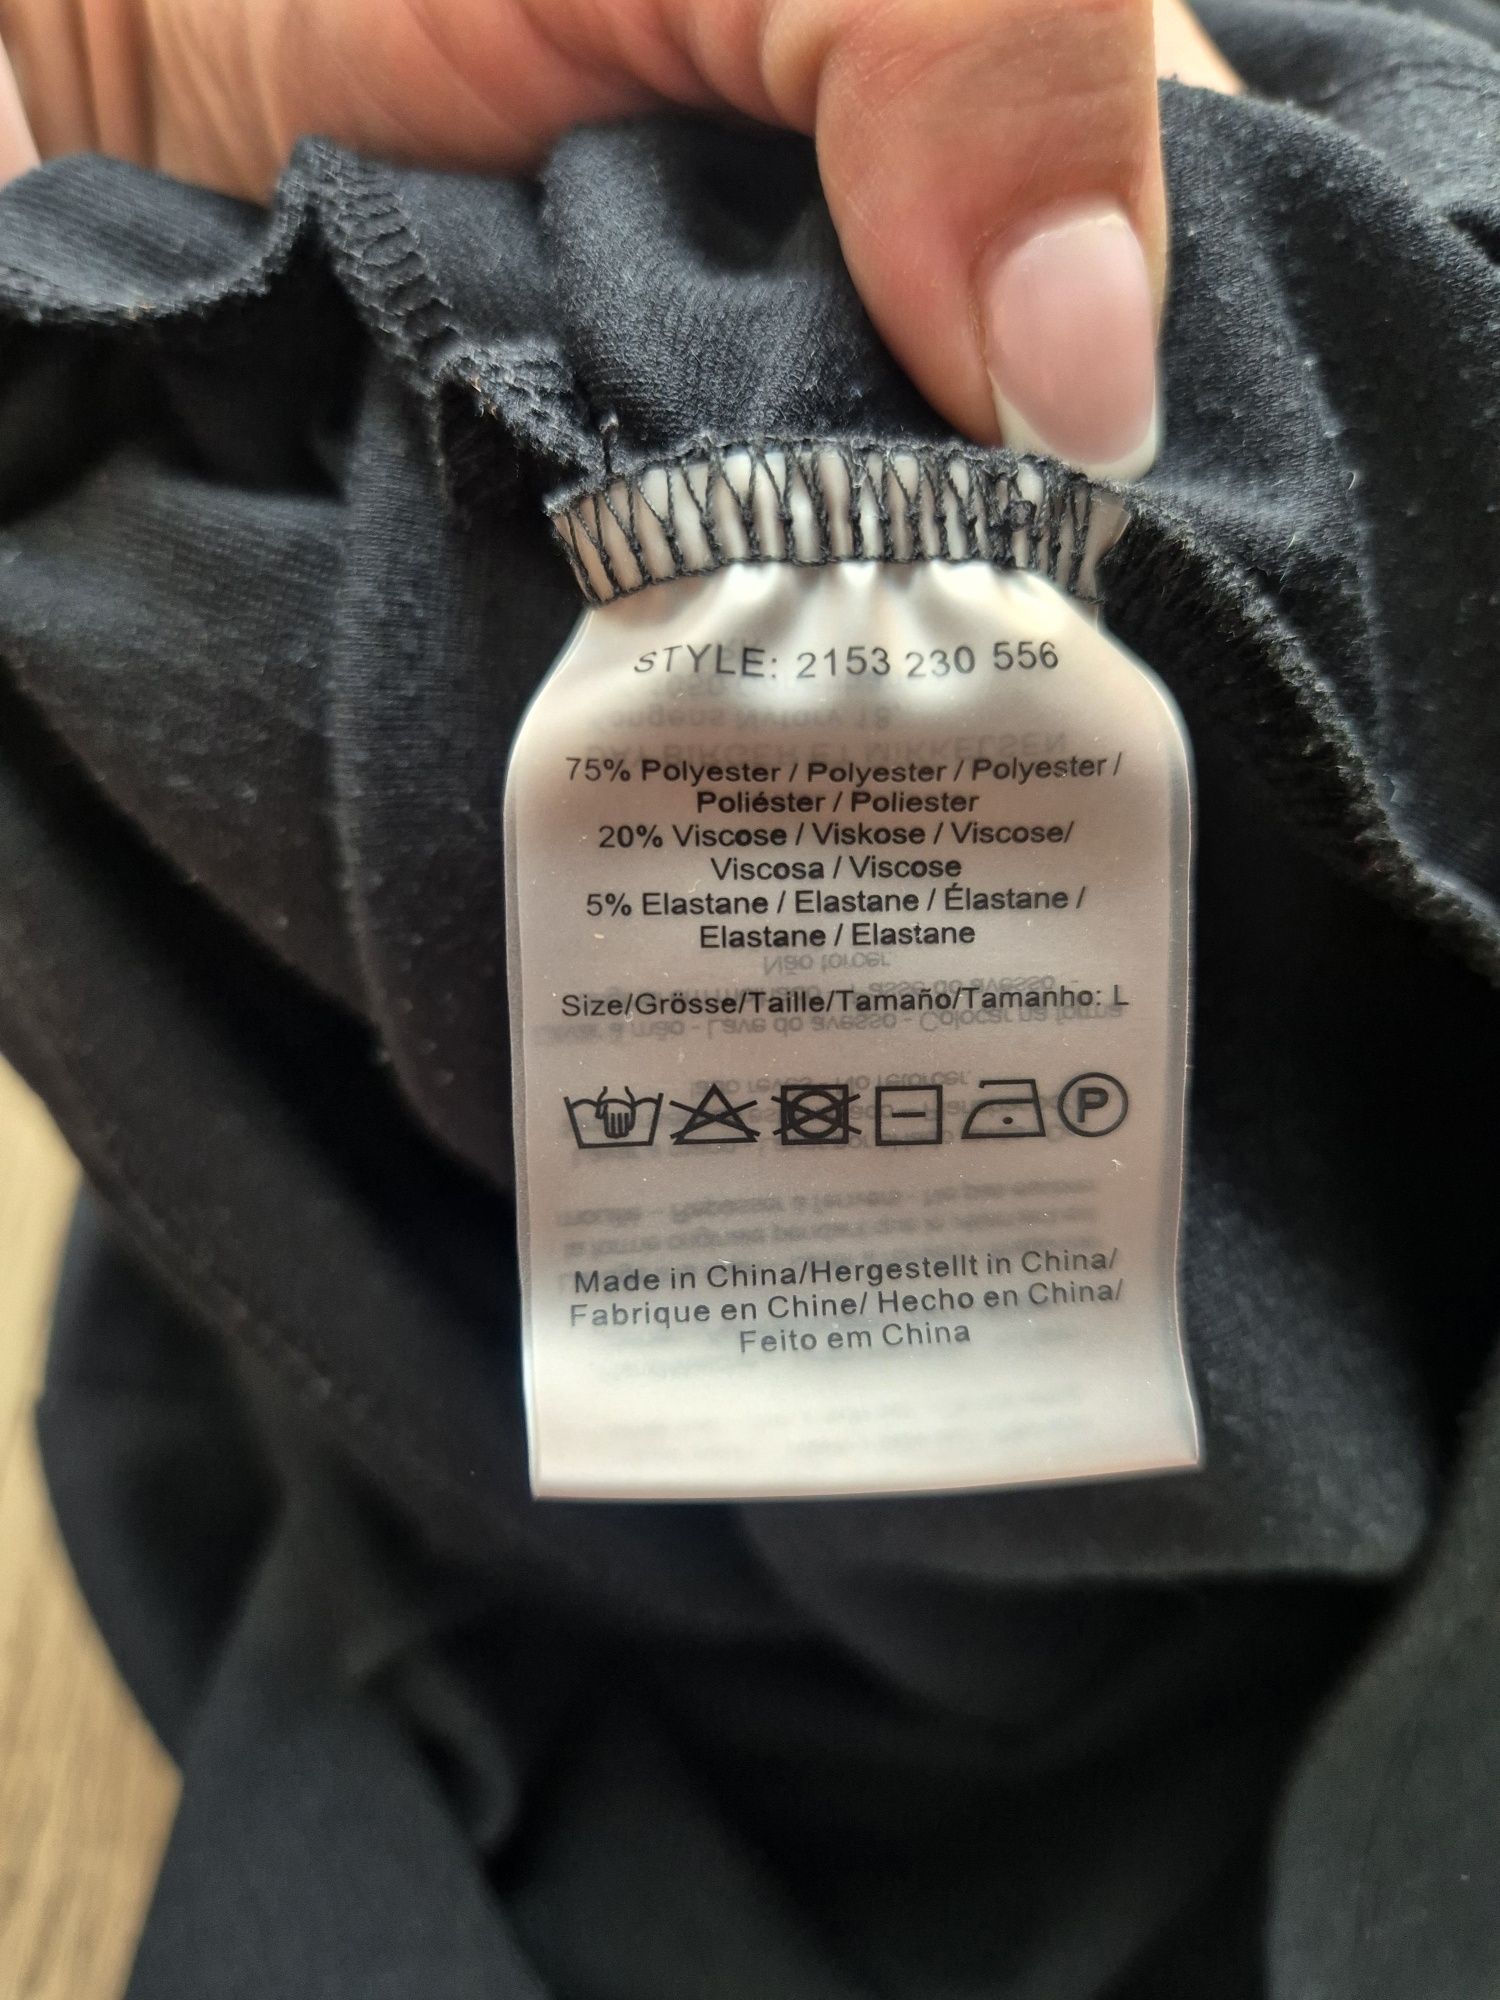 STYLE: 2153 230 556
75% Polyester / Polyester / Polyester /
Poliéster / Poliester
20% Viscose / Viskose / Viscose/
Viscosa / Viscose
5% Elastane / Elastane / Élastane /
Elastane / Elastane
Size/Grösse/Taille/Tamaño/Tamanho: L
P
Made in China/Hergestellt in China/
Fabrique en Chine/ Hecho en China/
Feito em China